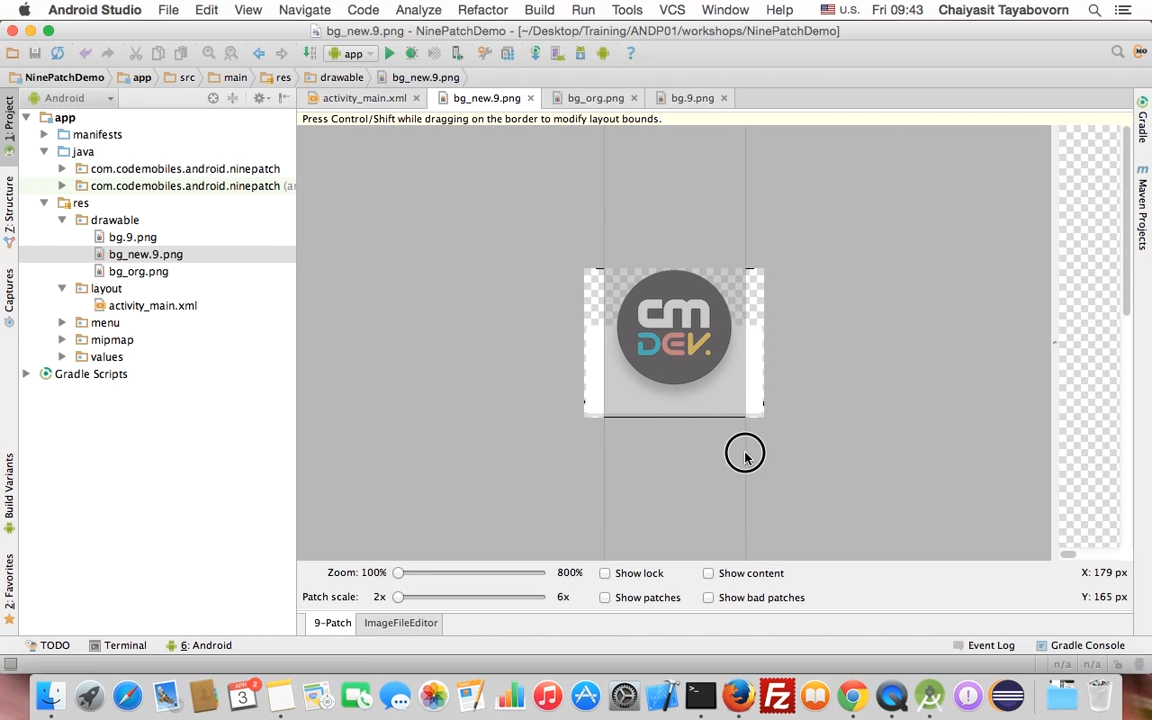 Android Studio File Edit View Navigate Code Analyze Refactor Build Run Tools VCS Window Help U.S. Fri 09:43 Chaiyasit Tayabovorn
bg_new.9.png - NinePatchDemo - [~/Desktop/Training/ANDP01/workshops/NinePatchDemo]
app
NinePatchDemo app src main res drawable bg_new.9.png
Android activity_main.xml bg_new.9.png bg_org.png bg.9.png
Press Control/Shift while dragging on the border to modify layout bounds.
app
manifests
java
com.codemobiles.android.ninepatch
com.codemobiles.android.ninepatch (ar
res
drawable
bg.9.png
bg_new.9.png
bg_org.png
layout
activity_main.xml
menu
mipmap
values
Gradle Scripts
1: Project
Z: Structure
Captures
Build Variants
2: Favorites
cm
DEV.
Gradle
m Maven Projects
Zoom: 100% 800% Show lock Show content X: 179 px
Patch scale: 2x 6x Show patches Show bad patches Y: 165 px
9-Patch ImageFileEditor
TODO Terminal 6: Android Event Log Gradle Console
n/a n/a
APR 2
3